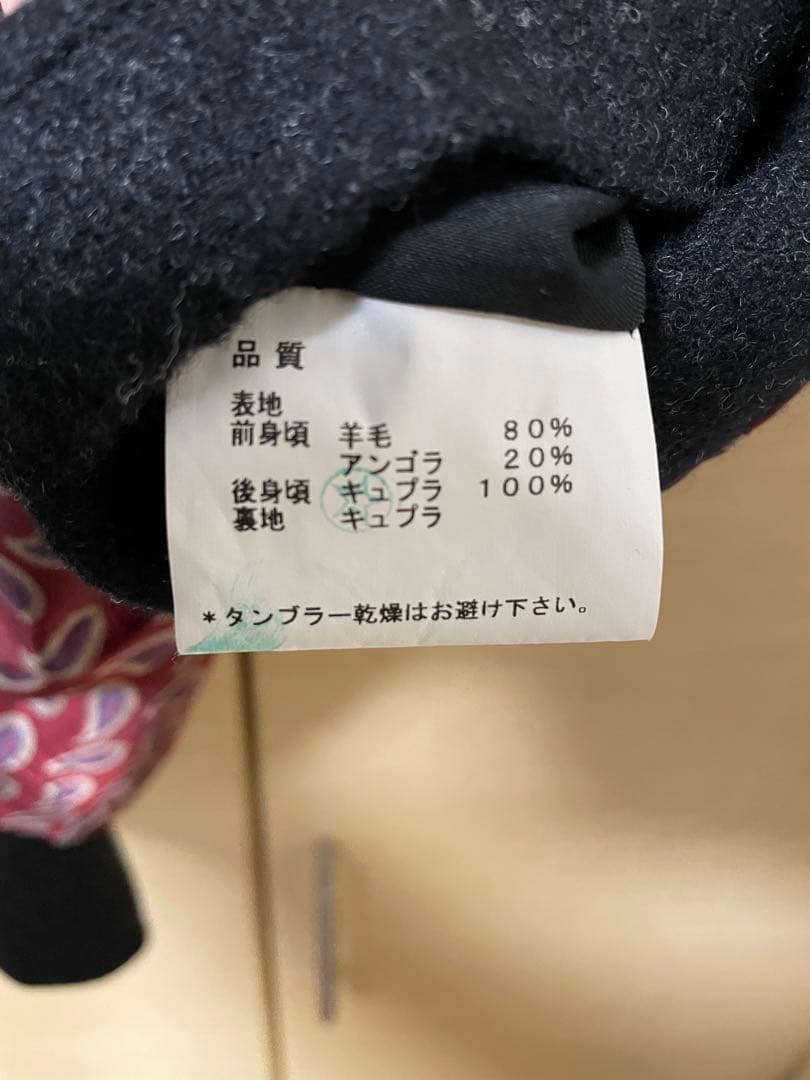 品質
表地
前身頃 羊毛 80%
アンゴラ 20%
後身頃 キュプラ 100%
裏地 キュプラ
*タンブラー乾燥はお避け下さい。